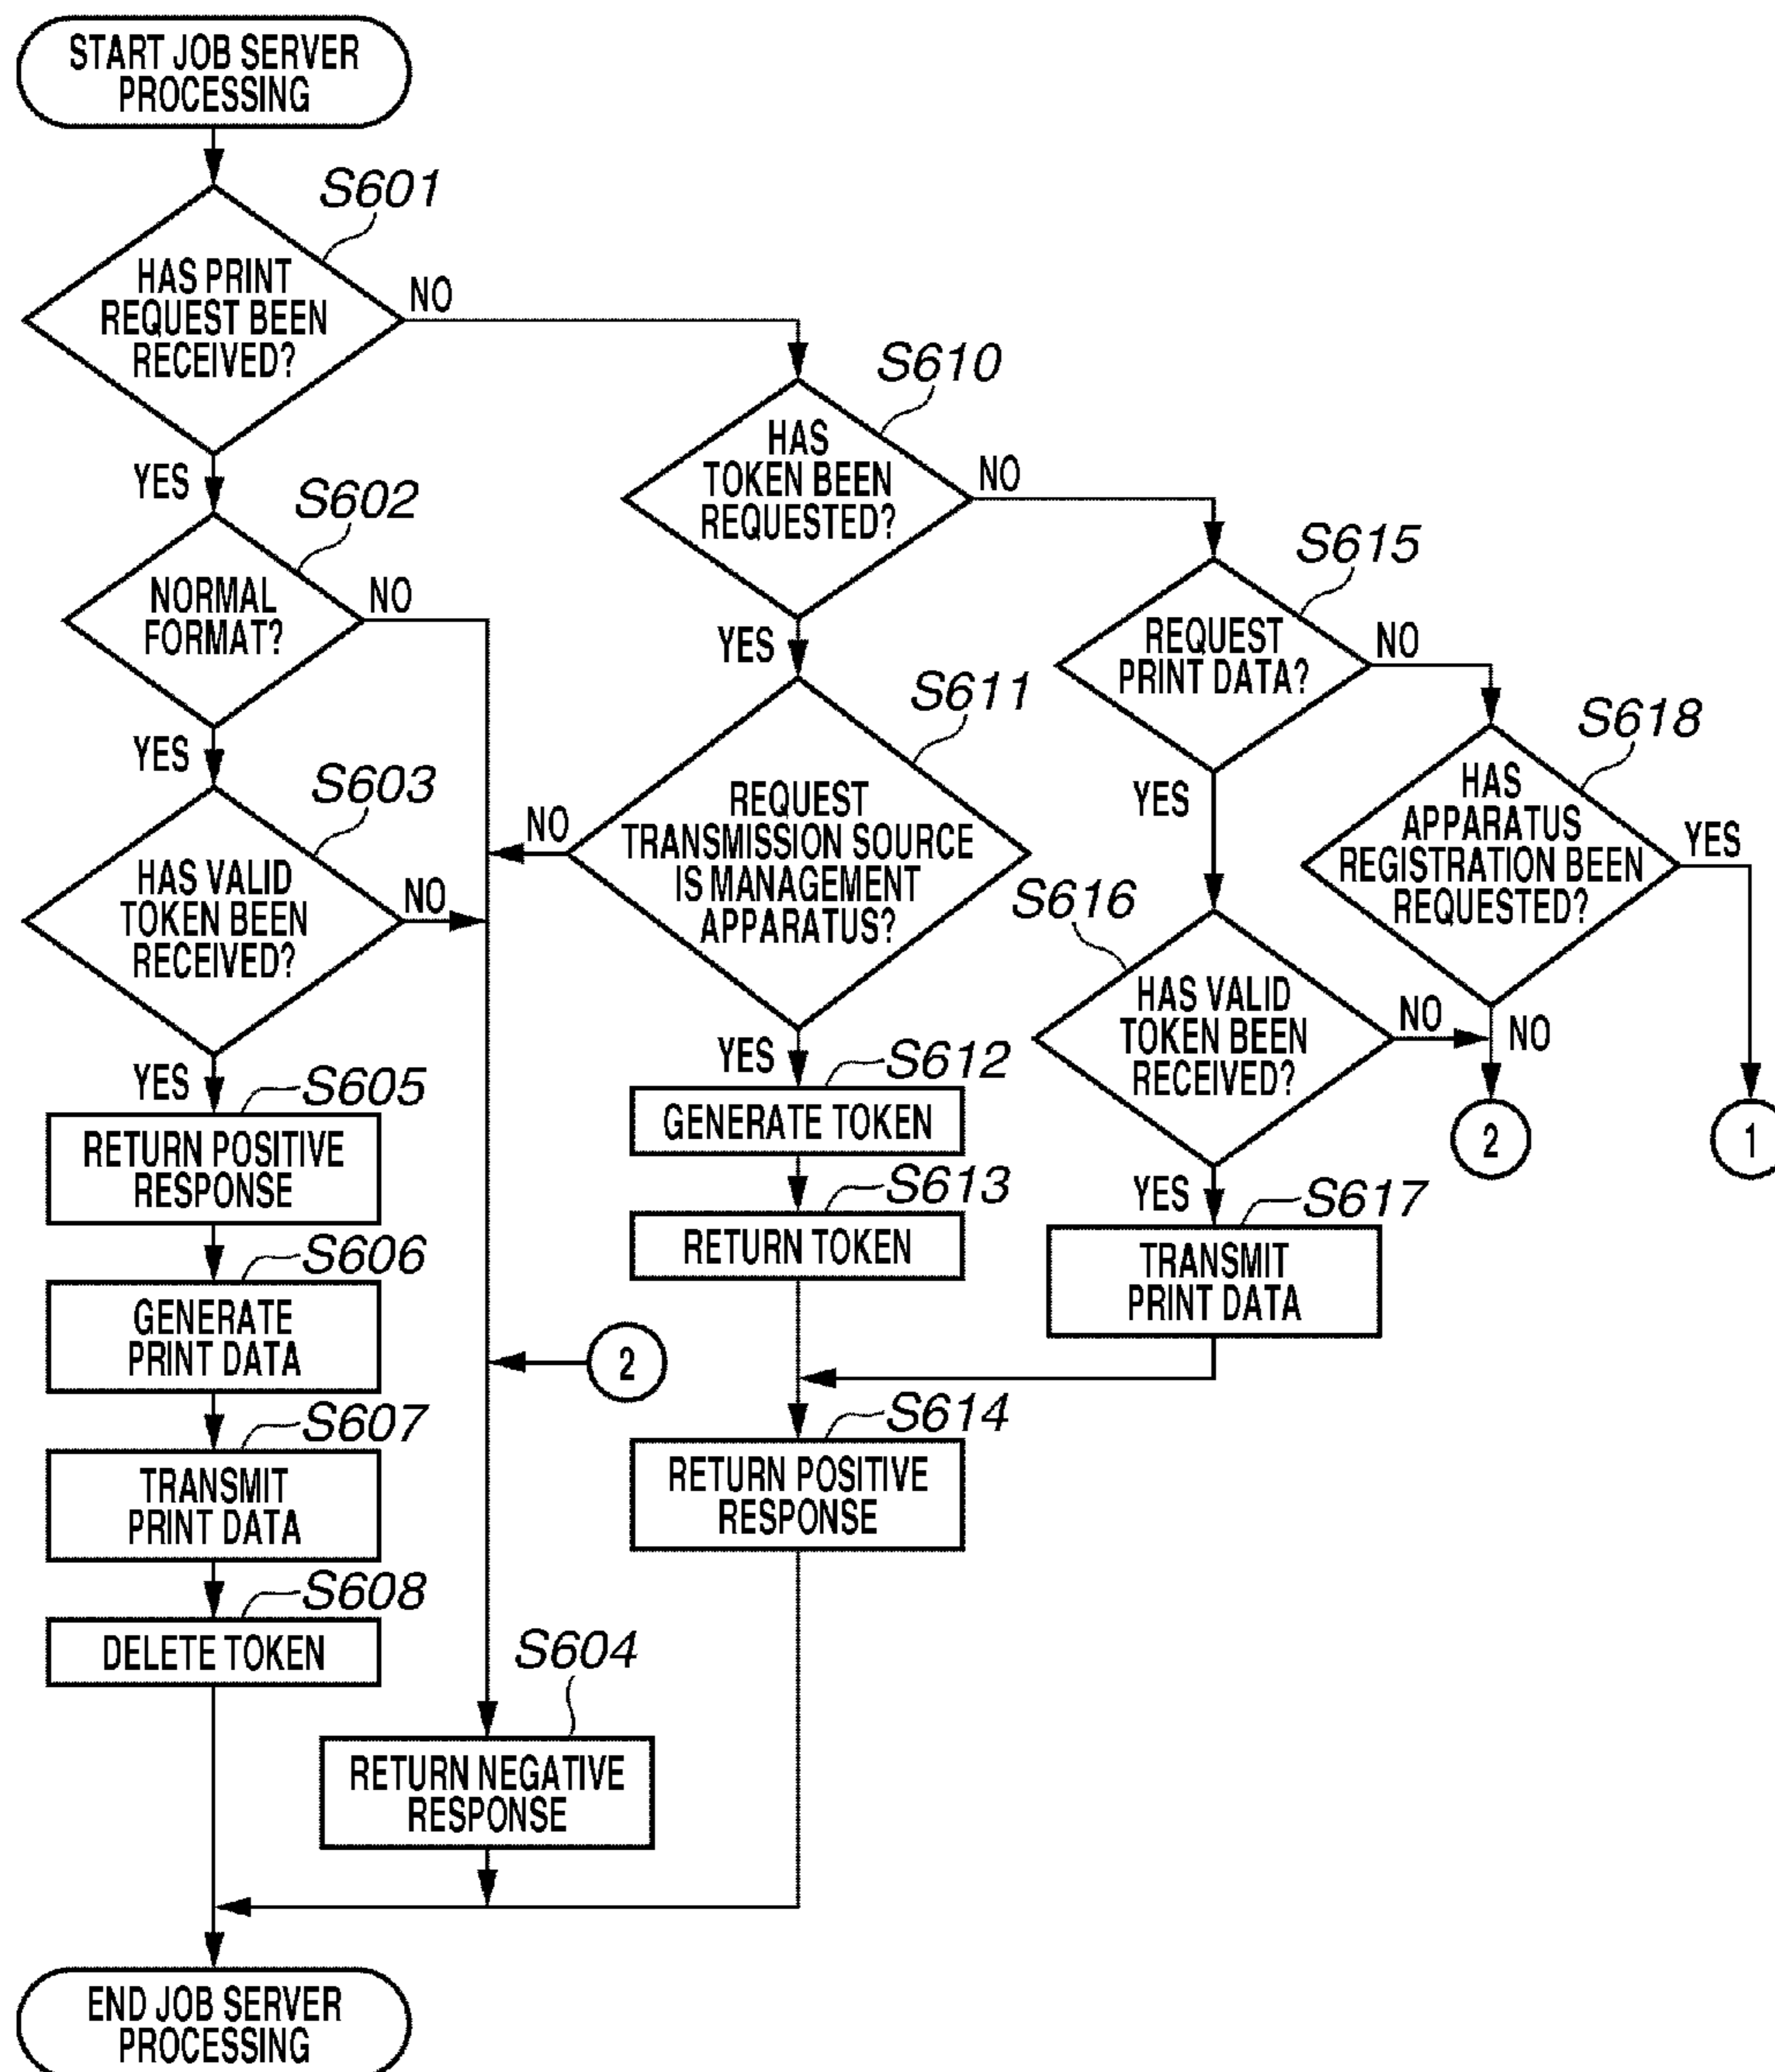 START JOB SERVER
PROCESSING
S601
HAS PRINT
REQUEST BEEN
RECEIVED?
NO
YES
S602
NORMAL
FORMAT?
NO
YES
S603
HAS VALID
TOKEN BEEN
RECEIVED?
NO
YES
S605
RETURN POSITIVE
RESPONSE
S606
GENERATE
PRINT DATA
S607
TRANSMIT
PRINT DATA
S608
DELETE TOKEN
S604
RETURN NEGATIVE
RESPONSE
END JOB SERVER
PROCESSING
S610
HAS
TOKEN BEEN
REQUESTED?
NO
YES
S611
REQUEST
TRANSMISSION SOURCE
IS MANAGEMENT
APPARATUS?
NO
YES
S612
GENERATE TOKEN
S613
RETURN TOKEN
2
S614
RETURN POSITIVE
RESPONSE
S615
REQUEST
PRINT DATA?
NO
YES
S616
HAS VALID
TOKEN BEEN
RECEIVED?
NO
YES
S617
TRANSMIT
PRINT DATA
S618
HAS
APPARATUS
REGISTRATION BEEN
REQUESTED?
YES
NO
2
1